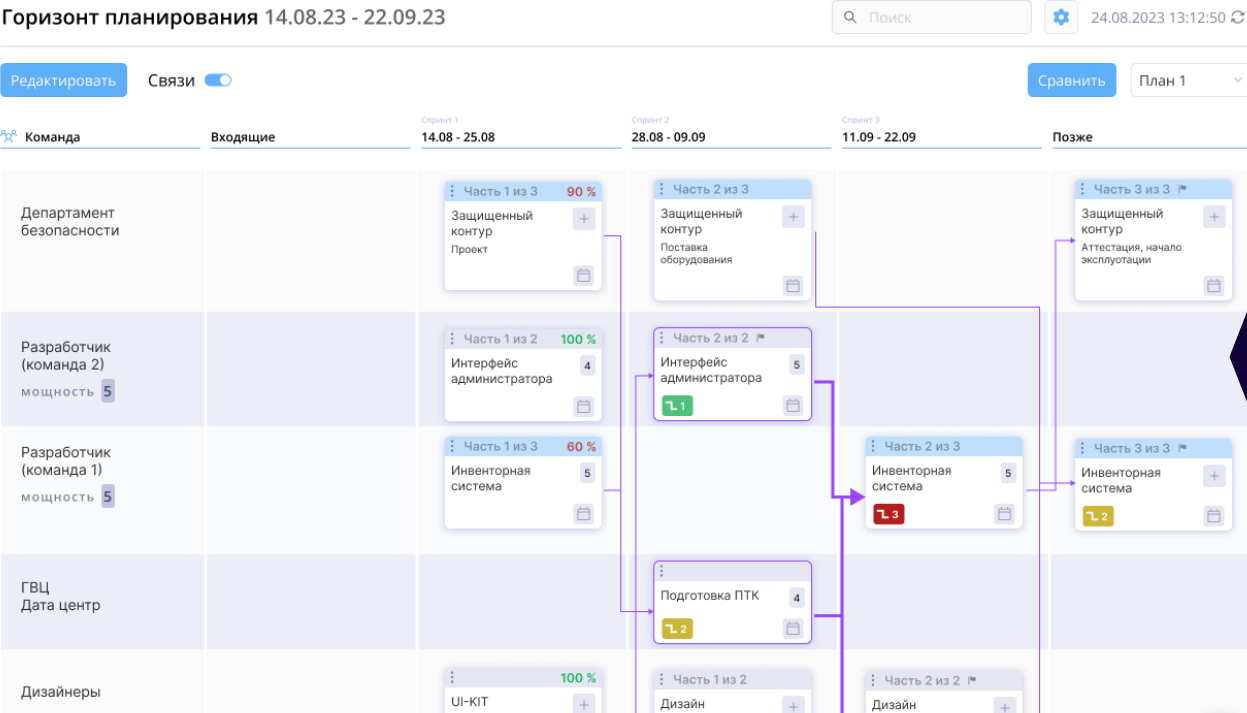 Горизонт планирования 14.08.23 - 22.09.23
Поиск
24.08.2023 13:12:50
Редактировать
Связи
Сравнить
План 1
Команда
Входящие
Спринт 1
14.08 - 25.08
Спринт 2
28.08 - 09.09
Спринт 3
11.09 - 22.09
Позже
Департамент
безопасности
Часть 1 из 3 90 %
Защищенный
контур
Проект
Часть 2 из 3
Защищенный
контур
Поставка
оборудования
Часть 3 из 3
Защищенный
контур
Аттестация, начало
эксплуотации
Разработчик
(команда 2)
мощность 5
Часть 1 из 2 100 %
Интерфейс 4
администратора
Часть 2 из 2
Интерфейс 5
администратора
1
Разработчик
(команда 1)
мощность 5
Часть 1 из 3 60 %
Инвенторная 5
система
Часть 2 из 3
Инвенторная 5
система
3
Часть 3 из 3
Инвенторная
система
2
ГВЦ
Дата центр
Подготовка ПТК 4
2
Дизайнеры
100 %
UI-KIT
Часть 1 из 2
Дизайн
Часть 2 из 2
Дизайн